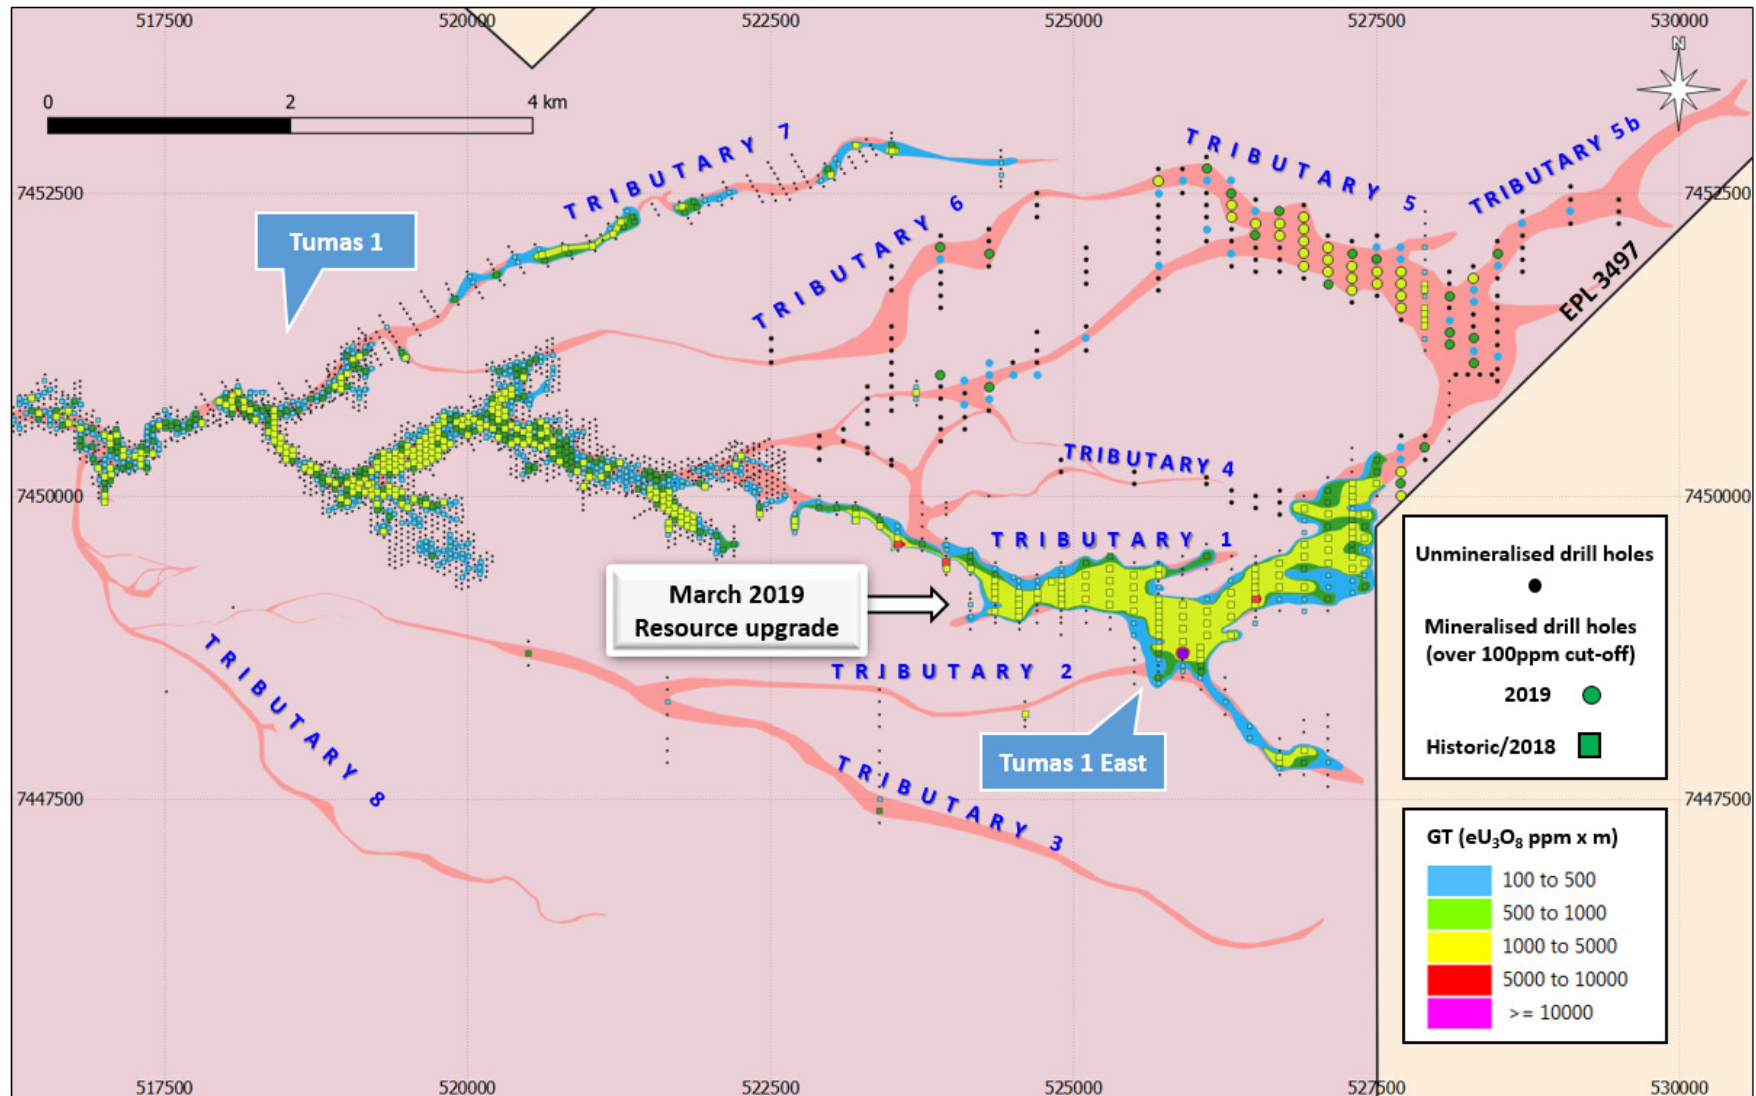 517500 520000 522500 525000 527500 530000
N
0 2 4 km
TRIBUTARY 7
TRIBUTARY 5
TRIBUTARY 5b
7452500 7452500
Tumas 1
TRIBUTARY 6
EPL 3497
TRIBUTARY 4
7450000 7450000
TRIBUTARY 1
March 2019
Resource upgrade
TRIBUTARY 2
TRIBUTARY 8
Tumas 1 East
TRIBUTARY 3
7447500 7447500
Unmineralised drill holes
Mineralised drill holes
(over 100ppm cut-off)
2019
Historic/2018
GT (eU₃O₈ ppm x m)
100 to 500
500 to 1000
1000 to 5000
5000 to 10000
>= 10000
517500 520000 522500 525000 527500 530000